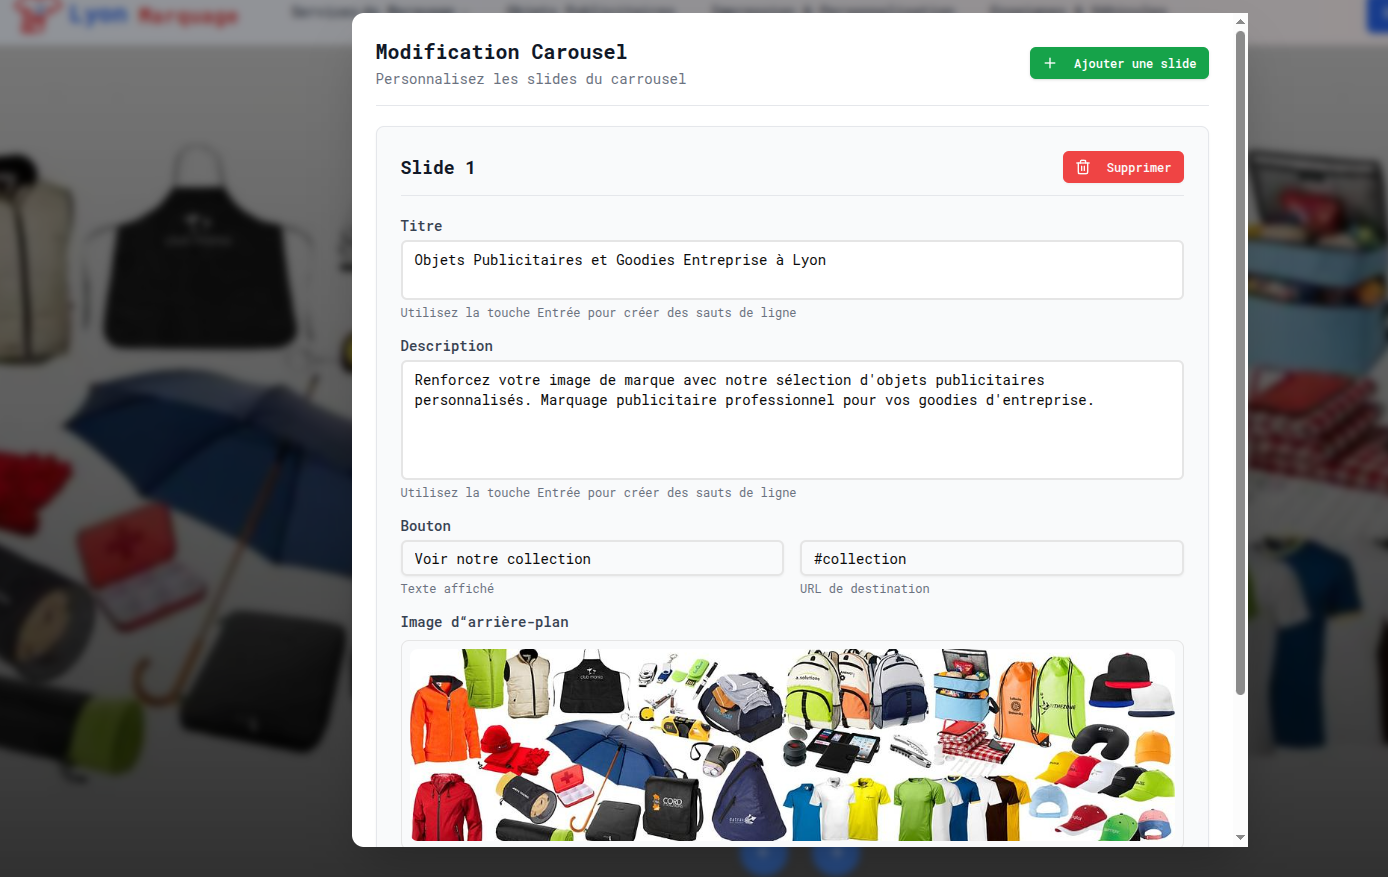 Lyon Marquage
Modification Carousel
Personnalisez les slides du carrousel
Ajouter une slide
Slide 1
Supprimer
Titre
Objets Publicitaires et Goodies Entreprise à Lyon
Utilisez la touche Entrée pour créer des sauts de ligne
Description
Renforcez votre image de marque avec notre sélection d'objets publicitaires
personnalisés. Marquage publicitaire professionnel pour vos goodies d'entreprise.
Utilisez la touche Entrée pour créer des sauts de ligne
Bouton
Voir notre collection
#collection
Texte affiché
URL de destination
Image d“arrière-plan
CORD